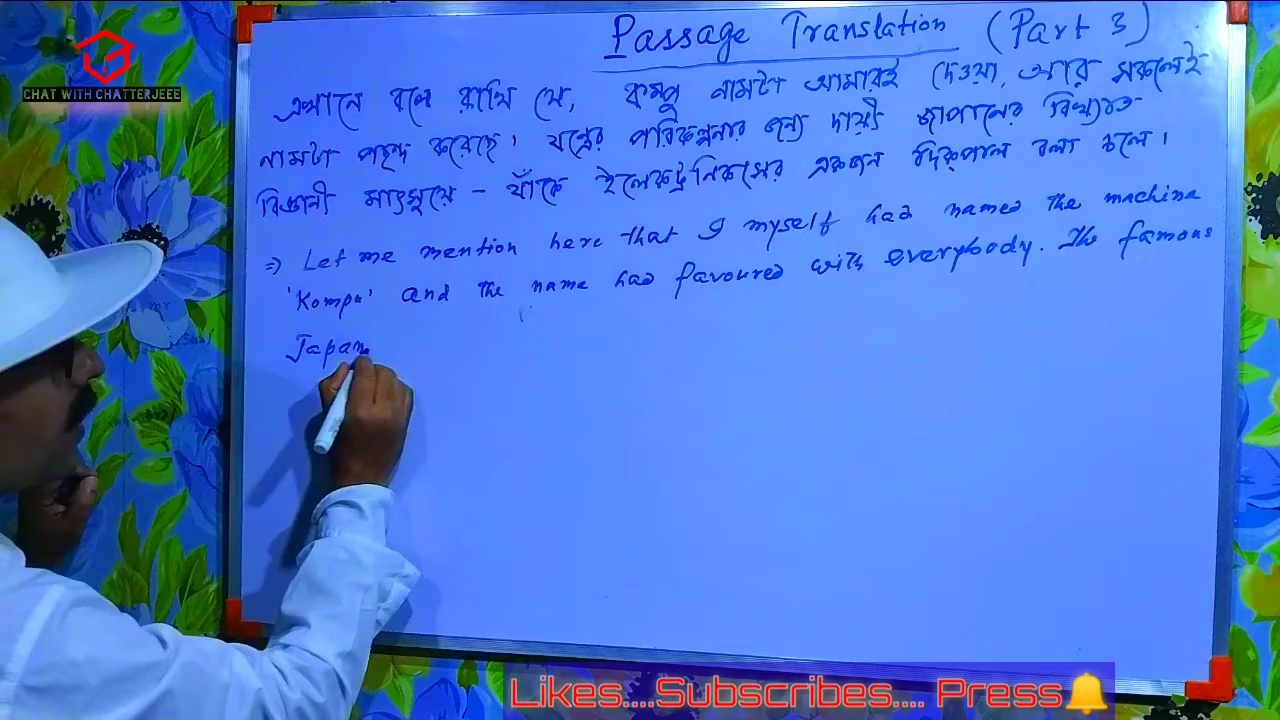 CHAT WITH CHATTERJEEE
Passage Translation (Part 3)
এখানে বলে রাখি যে, কম্পু নামটা আমারই দেওয়া, আর সকলেই
নামটা পছন্দ করেছে। যন্ত্রের পরিকল্পনার জন্যে দায়ী জাপানের বিখ্যাত
বিজ্ঞানী মাৎসুয়ে - যাঁকে ইলেকট্রনিকসের একজন দিকপাল বলা চলে।
⇒ Let me mention here that I myself had named the machine
'Kompu' and the name had favoured with everybody. The famous
Japan
Likes....Subscribes.... Press